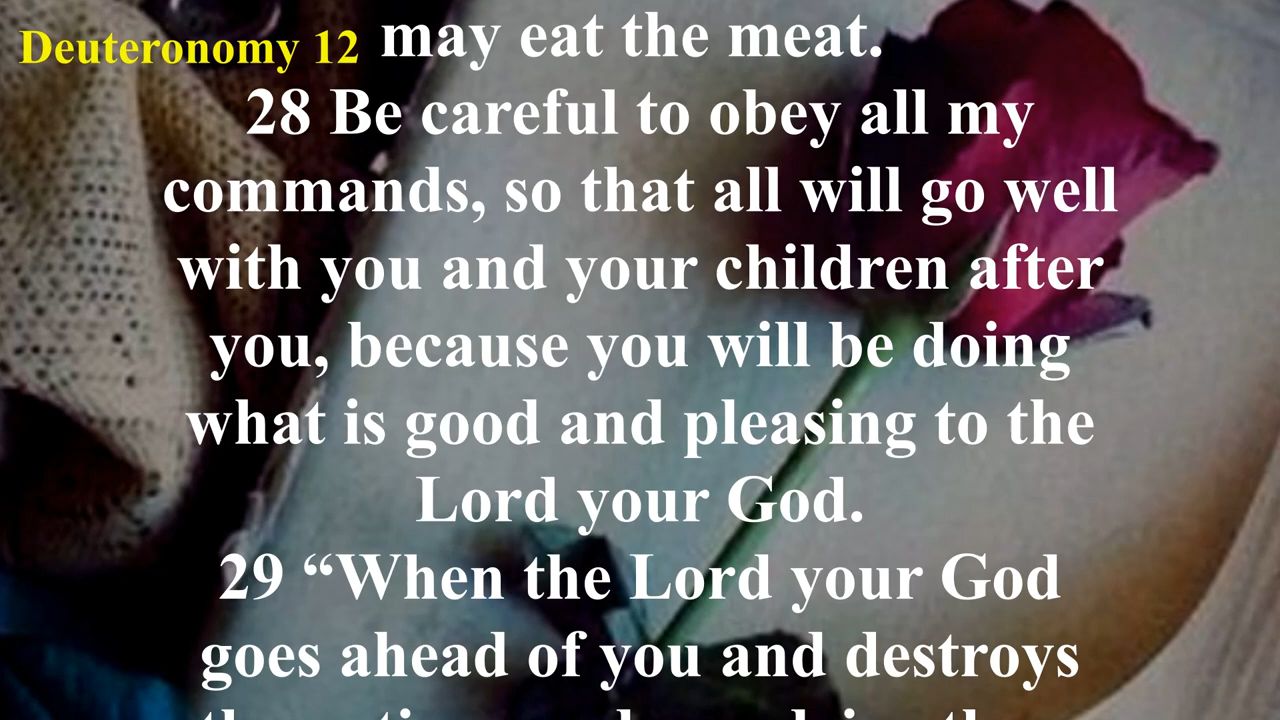 Deuteronomy 12
may eat the meat.
28 Be careful to obey all my
commands, so that all will go well
with you and your children after
you, because you will be doing
what is good and pleasing to the
Lord your God.
29 “When the Lord your God
goes ahead of you and destroys